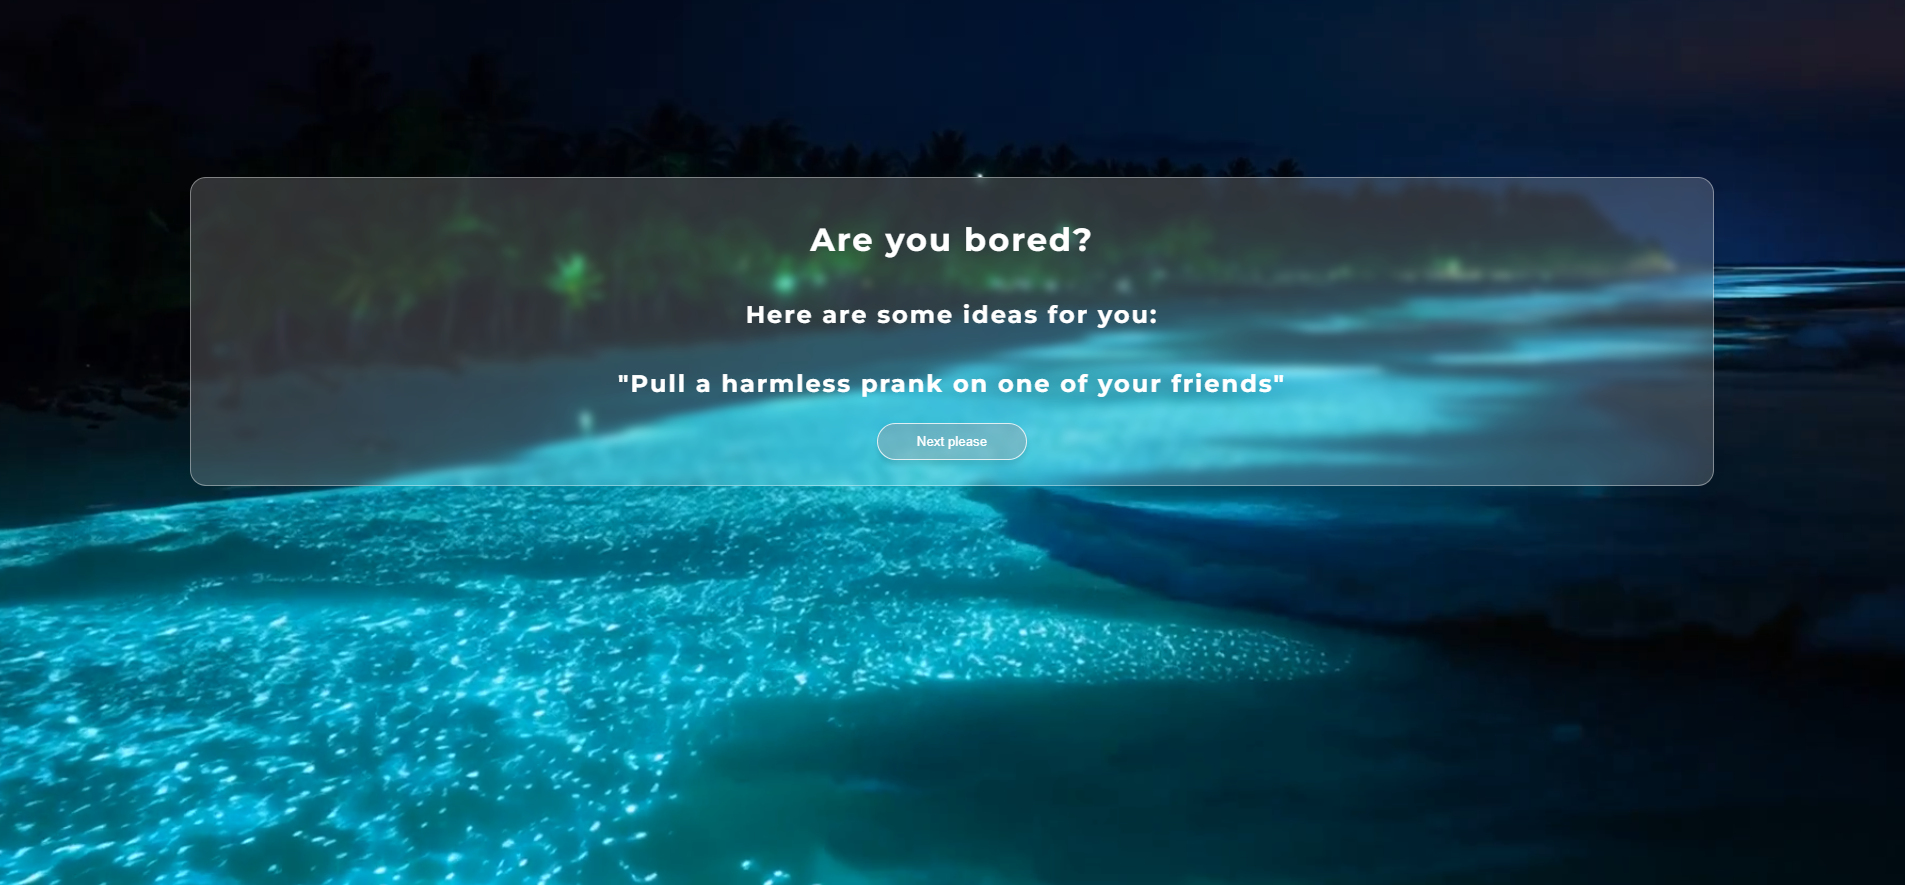 Are you bored?
Here are some ideas for you:
"Pull a harmless prank on one of your friends"
Next please